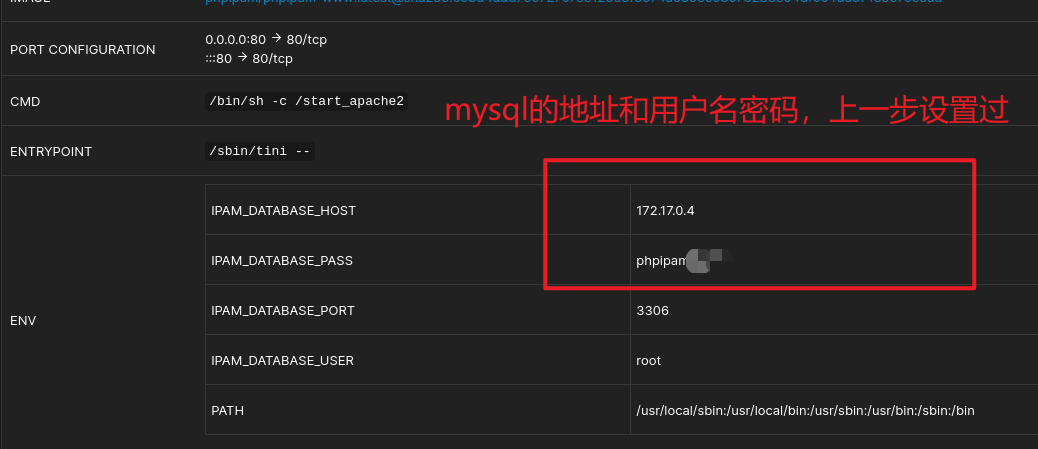 IMAGE
PORT CONFIGURATION
0.0.0.0:80 → 80/tcp
:::80 → 80/tcp
CMD
/bin/sh -c /start_apache2
mysql的地址和用户名密码，上一步设置过
ENTRYPOINT
/sbin/tini --
ENV
IPAM_DATABASE_HOST 172.17.0.4
IPAM_DATABASE_PASS phpipam
IPAM_DATABASE_PORT 3306
IPAM_DATABASE_USER root
PATH /usr/local/sbin:/usr/local/bin:/usr/sbin:/usr/bin:/sbin:/bin